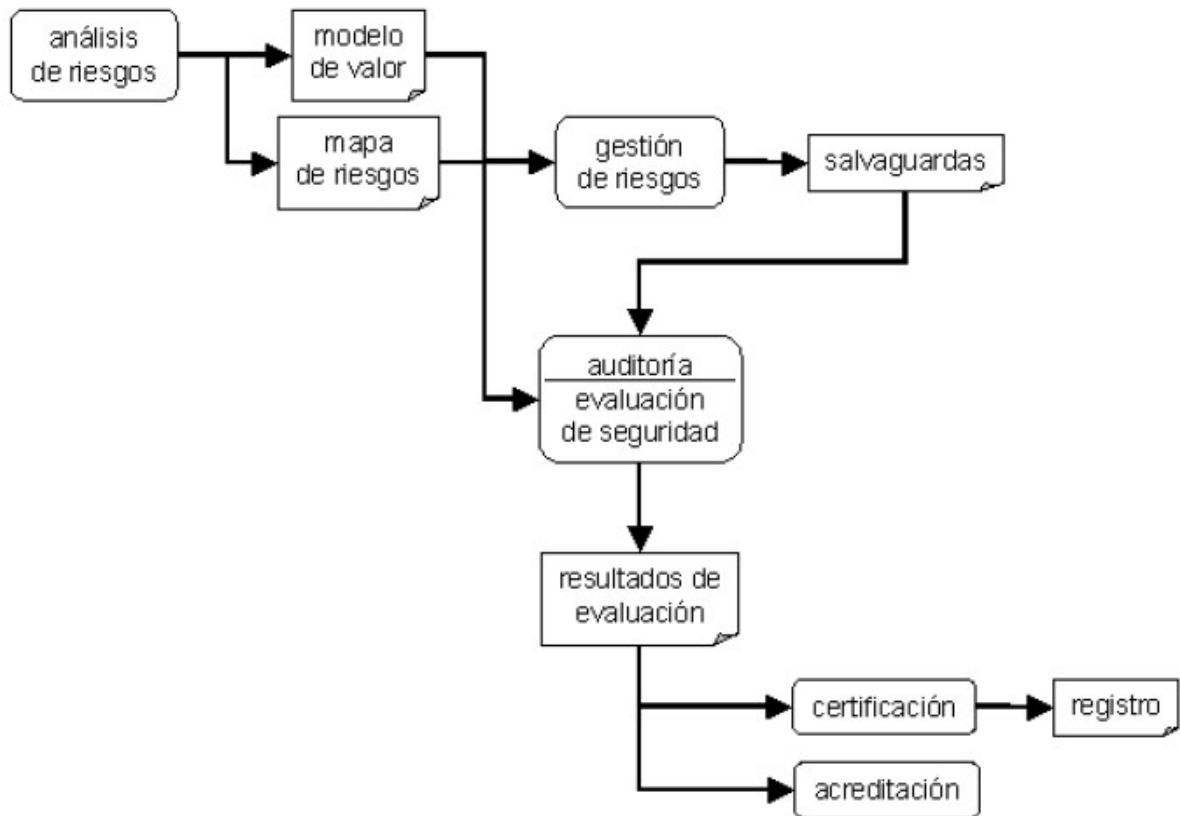 análisis
de riesgos
modelo
de valor
mapa
de riesgos
gestión
de riesgos
salvaguardas
auditoría
evaluación
de seguridad
resultados de
evaluación
certificación
registro
acreditación